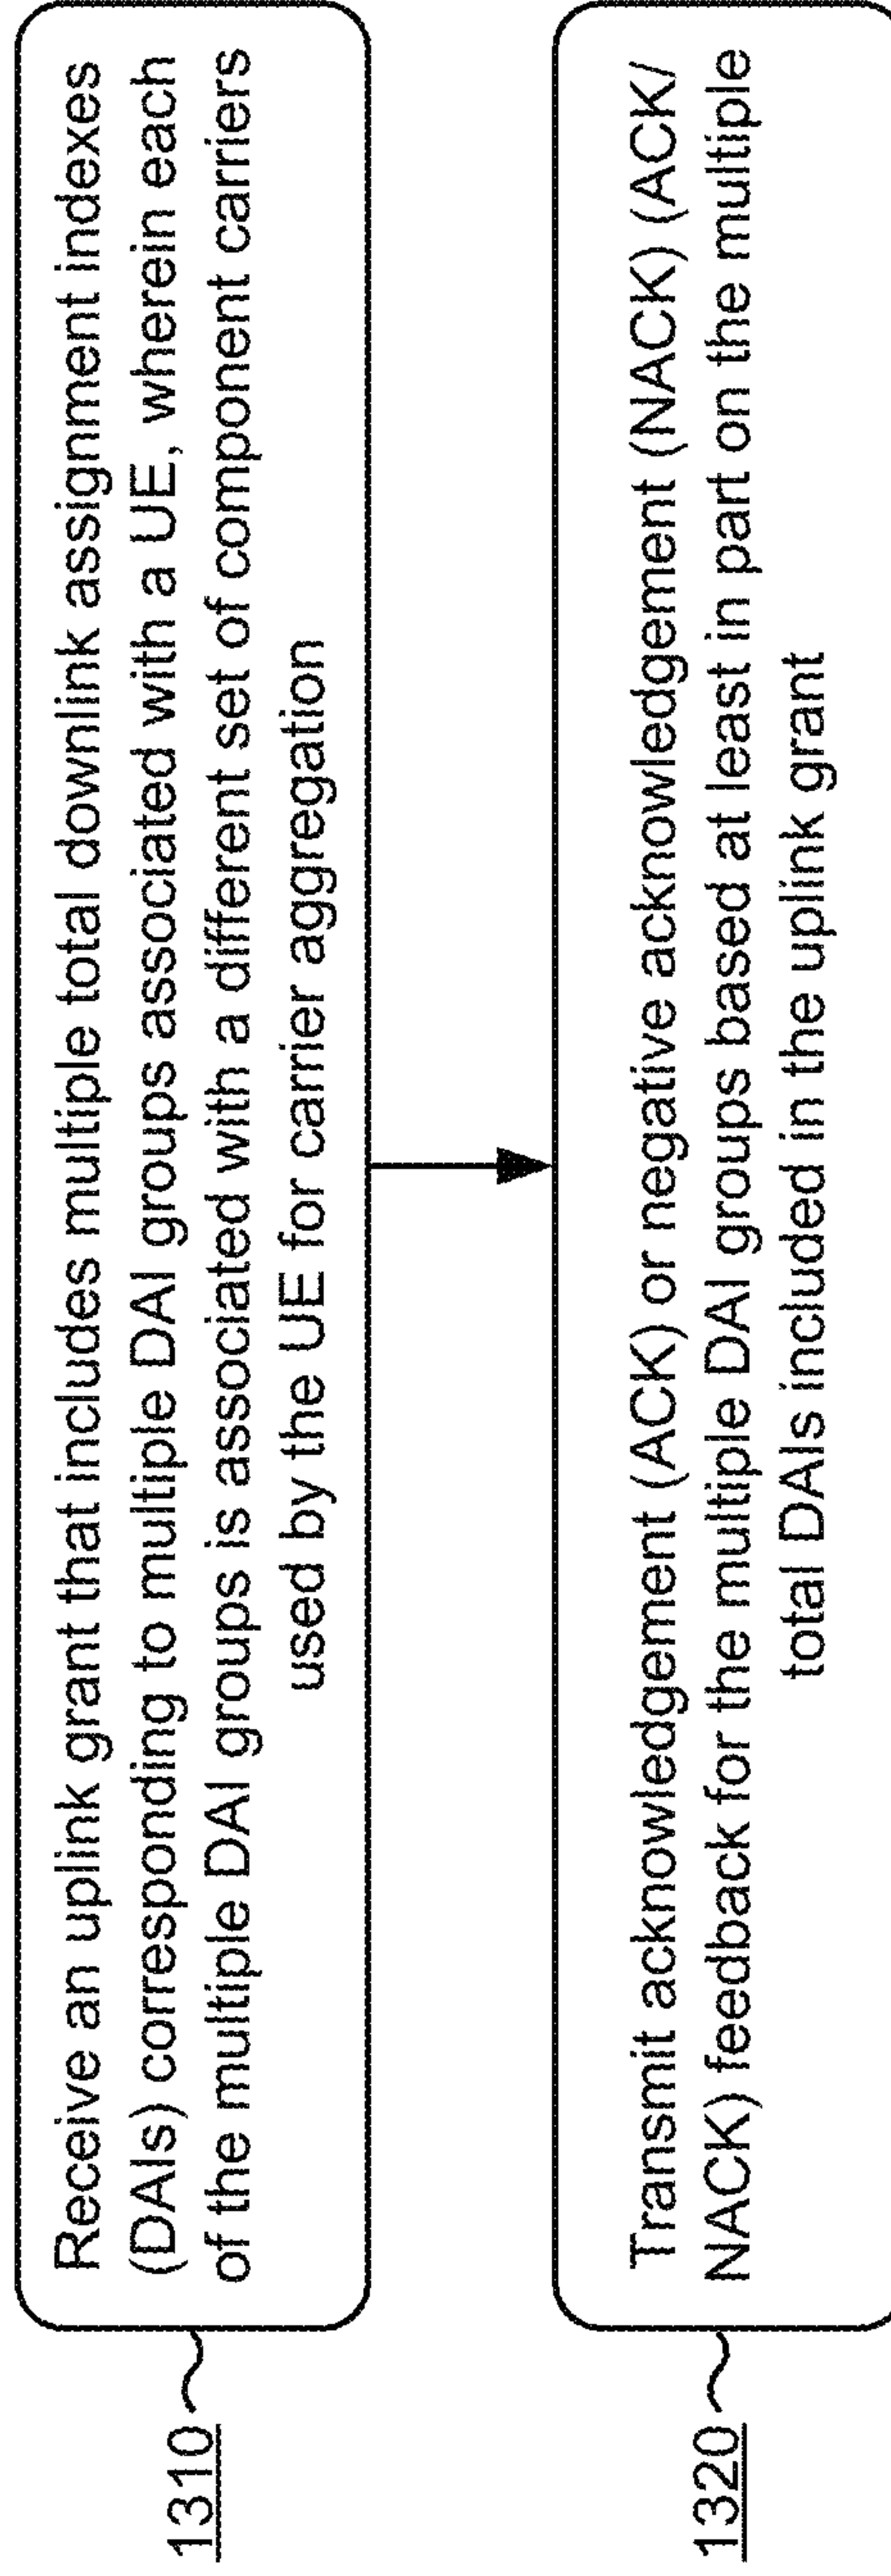 Receive an uplink grant that includes multiple total downlink assignment indexes
(DAIs) corresponding to multiple DAI groups associated with a UE, wherein each
of the multiple DAI groups is associated with a different set of component carriers
used by the UE for carrier aggregation
1310
Transmit acknowledgement (ACK) or negative acknowledgement (NACK) (ACK/
NACK) feedback for the multiple DAI groups based at least in part on the multiple
total DAIs included in the uplink grant
1320